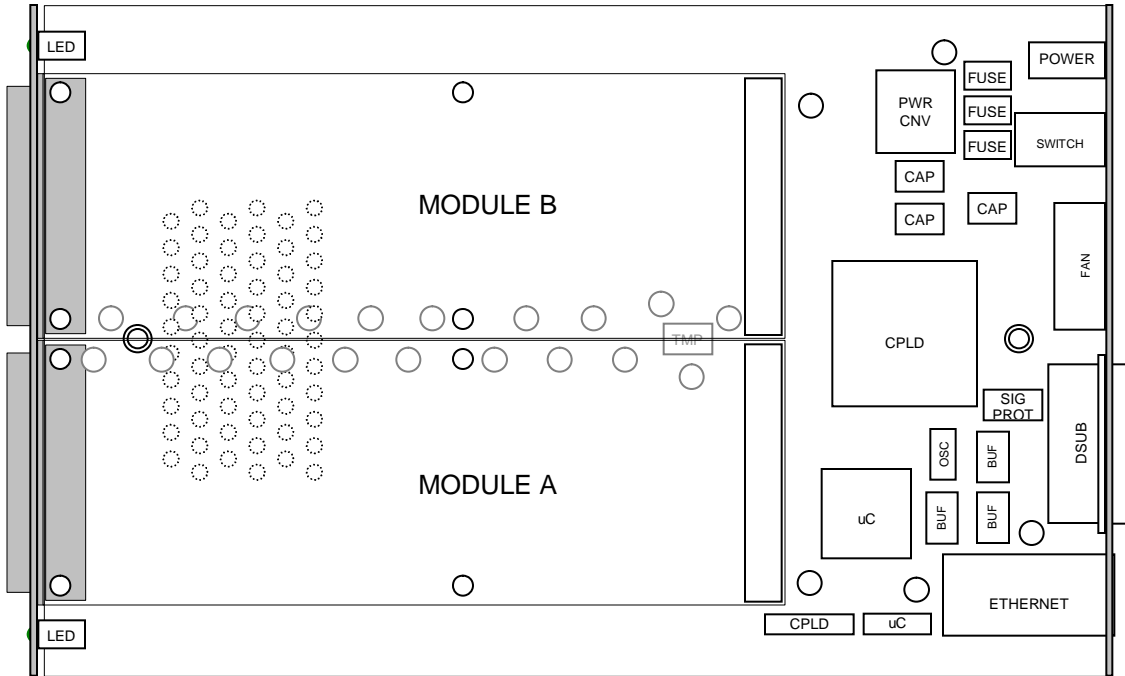 LED
POWER
FUSE
PWR
CNV
FUSE
FUSE
SWITCH
CAP
CAP
CAP
MODULE B
FAN
TMP
CPLD
SIG
PROT
DSUB
OSC
BUF
MODULE A
uC
BUF
BUF
ETHERNET
CPLD
uC
LED